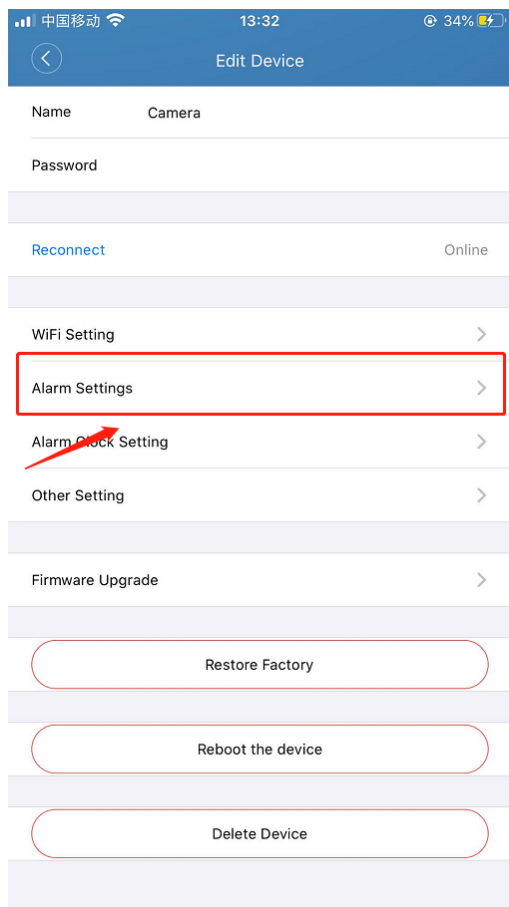 中国移动 13:32 34%
Edit Device
Name Camera
Password
Reconnect Online
WiFi Setting
Alarm Settings
Alarm Clock Setting
Other Setting
Firmware Upgrade
Restore Factory
Reboot the device
Delete Device